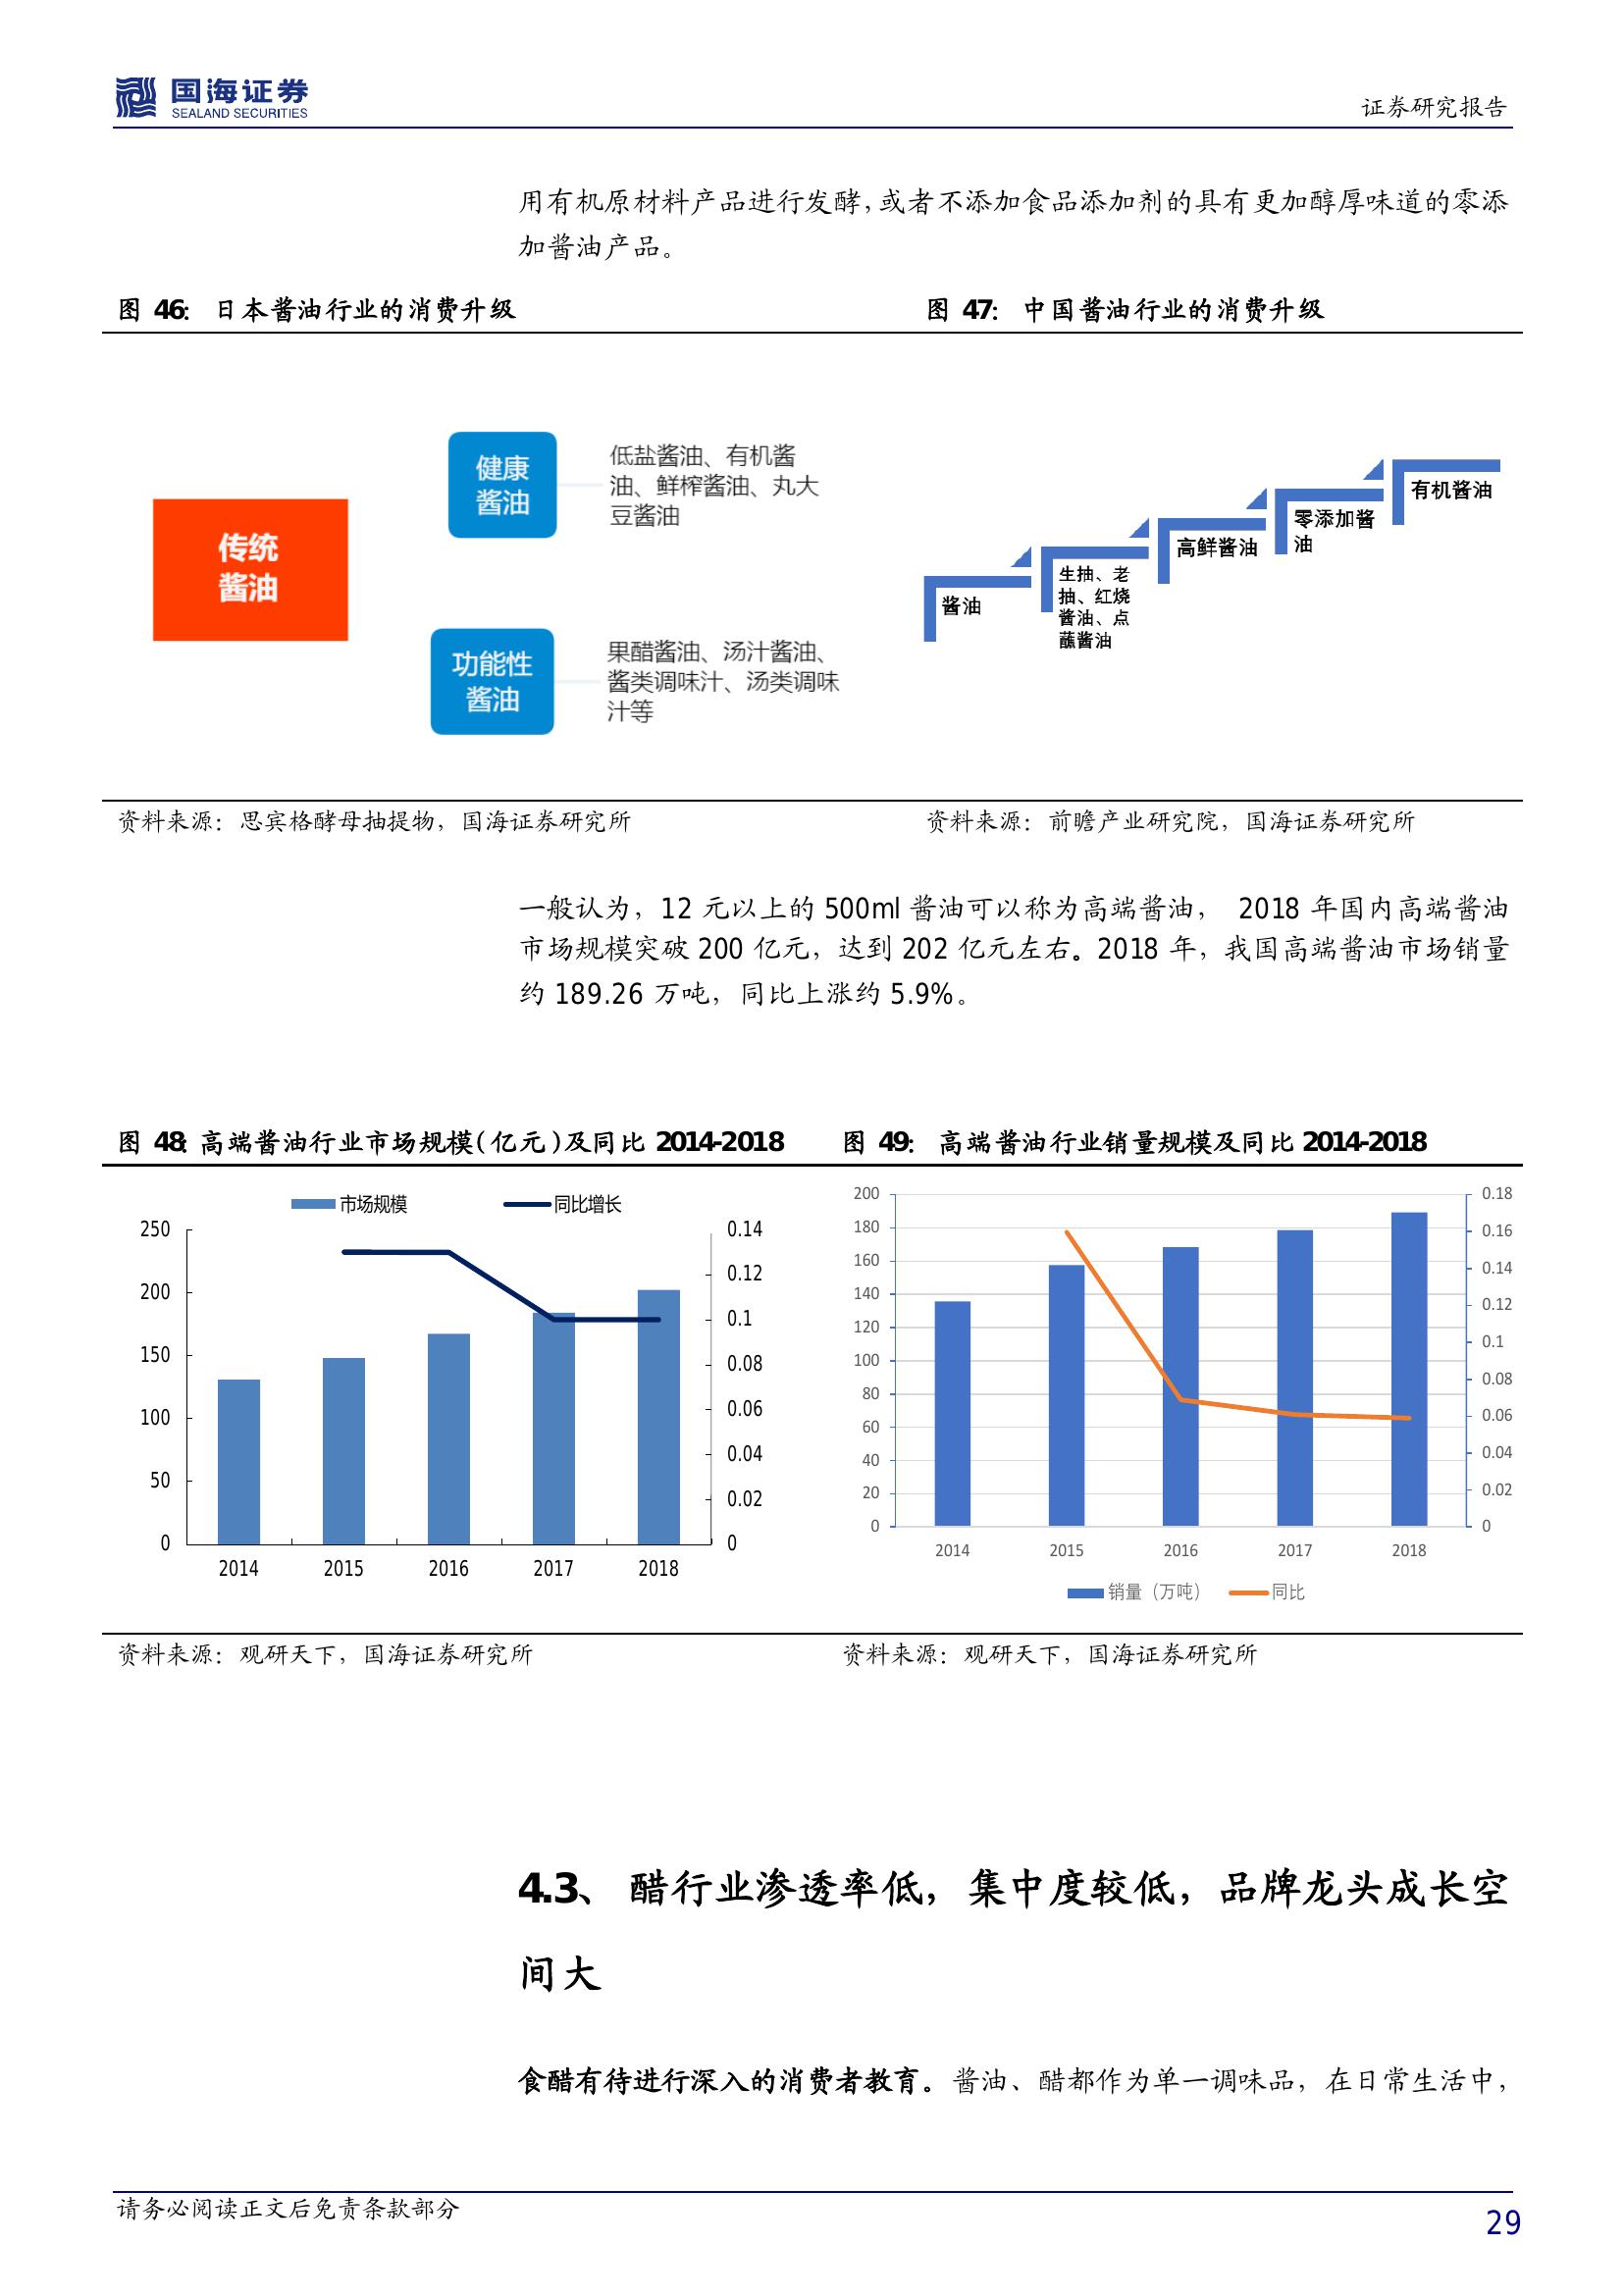 国海证券
SEALAND SECURITIES
证券研究报告
用有机原材料产品进行发酵，或者不添加食品添加剂的具有更加醇厚味道的零添
加酱油产品。
图 46： 日本酱油行业的消费升级
图 47： 中国酱油行业的消费升级
传统
酱油
健康
酱油
低盐酱油、有机酱
油、鲜榨酱油、丸大
豆酱油
功能性
酱油
果醋酱油、汤汁酱油、
酱类调味汁、汤类调味
汁等
酱油
生抽、老
抽、红烧
酱油、点
蘸酱油
高鲜酱油
零添加酱
油
有机酱油
资料来源：思宾格酵母抽提物，国海证券研究所
资料来源：前瞻产业研究院，国海证券研究所
一般认为，12 元以上的 500ml 酱油可以称为高端酱油， 2018 年国内高端酱油
市场规模突破 200 亿元，达到 202 亿元左右。2018 年，我国高端酱油市场销量
约 189.26 万吨，同比上涨约 5.9%。
图 48：高端酱油行业市场规模(亿元)及同比 2014-2018
图 49： 高端酱油行业销量规模及同比 2014-2018
市场规模 同比增长
250
200
150
100
50
0
0.14
0.12
0.1
0.08
0.06
0.04
0.02
0
2014 2015 2016 2017 2018
200
180
160
140
120
100
80
60
40
20
0
0.18
0.16
0.14
0.12
0.1
0.08
0.06
0.04
0.02
0
2014 2015 2016 2017 2018
销量（万吨） 同比
资料来源：观研天下，国海证券研究所
资料来源：观研天下，国海证券研究所
4.3、 醋行业渗透率低，集中度较低，品牌龙头成长空
间大
食醋有待进行深入的消费者教育。酱油、醋都作为单一调味品，在日常生活中，
请务必阅读正文后免责条款部分
29